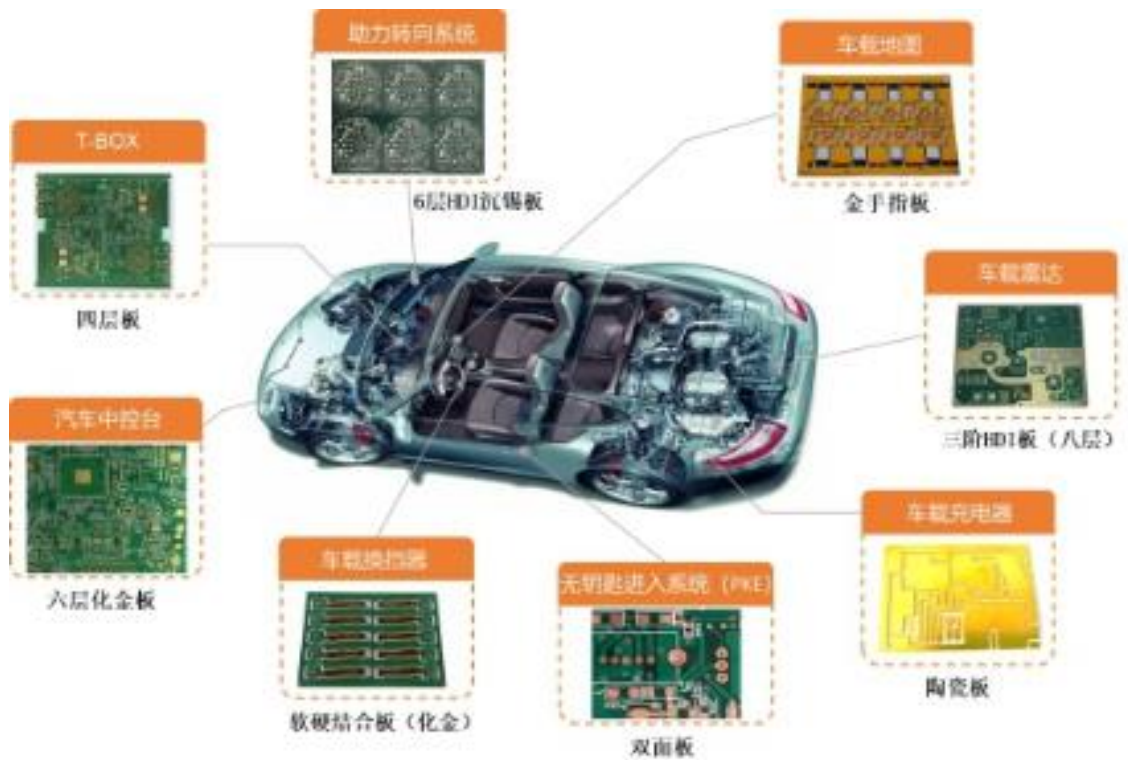 助力转向系统
6层HDI沉锡板
车载地图
金手指板
T-BOX
四层板
车载雷达
三阶HDI板（八层）
汽车中控台
六层化金板
车载充电器
陶瓷板
车载换挡器
软硬结合板（化金）
无钥匙进入系统（PKE）
双面板